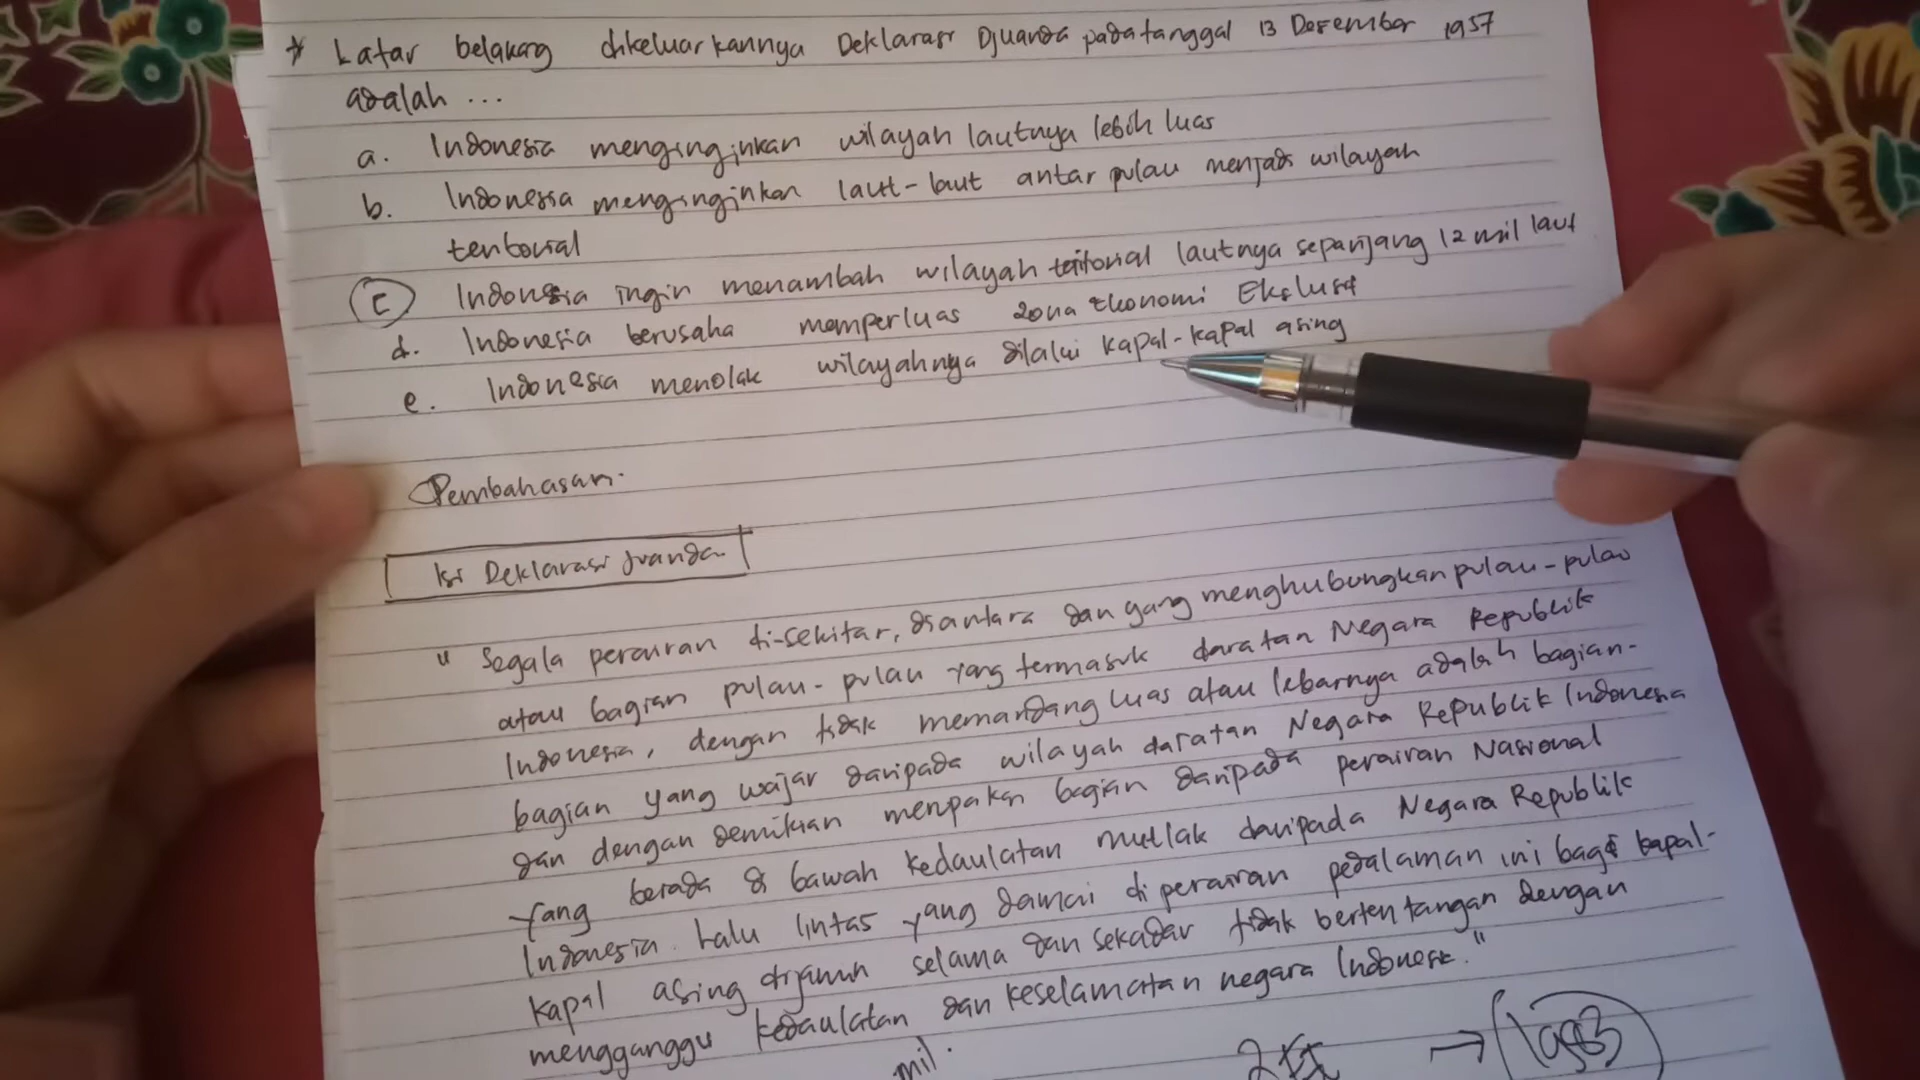 * Latar belakang dikeluarkannya Deklarasi Djuanda pada tanggal 13 Desember 1957
adalah ...
a. Indonesia menginginkan wilayah lautnya lebih luas
b. Indonesia menginginkan laut-laut antar pulau menjadi wilayah
teritorial
c. Indonesia ingin menambah wilayah teritorial lautnya sepanjang 12 mil laut
d. Indonesia berusaha memperluas zona Ekonomi Ekslusif
e. Indonesia menolak wilayahnya dilalui kapal-kapal asing
Pembahasan.
Isi Deklarasi Juanda
" Segala perairan di-sekitar, diantara dan yang menghubungkan pulau-pulau
atau bagian pulau-pulau yang termasuk daratan Negara Republik
Indonesia, dengan tidak memandang luas atau lebarnya adalah bagian-
bagian yang wajar daripada wilayah daratan Negara Republik Indonesia
dan dengan demikian merupakan bagian daripada perairan Nasional
yang berada di bawah kedaulatan mutlak daripada Negara Republik
Indonesia. Lalu lintas yang damai di perairan pedalaman ini bagi kapal-
kapal asing dijamin selama dan sekadar tidak bertentangan dengan
mengganggu kedaulatan dan keselamatan negara Indonesia."
mil.